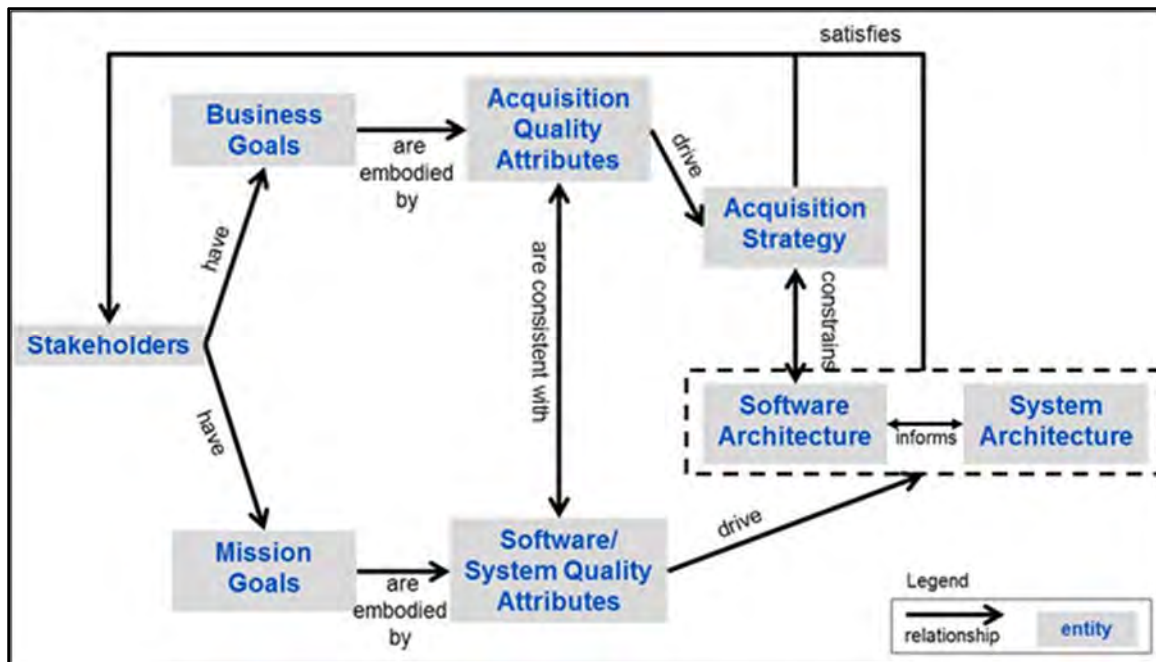 satisfies
Business
Goals
are
embodied
by
Acquisition
Quality
Attributes
drive
Acquisition
Strategy
have
Stakeholders
have
are consistent with
constrains
Software
Architecture
informs
System
Architecture
Mission
Goals
are
embodied
by
Software/
System Quality
Attributes
drive
Legend
relationship
entity